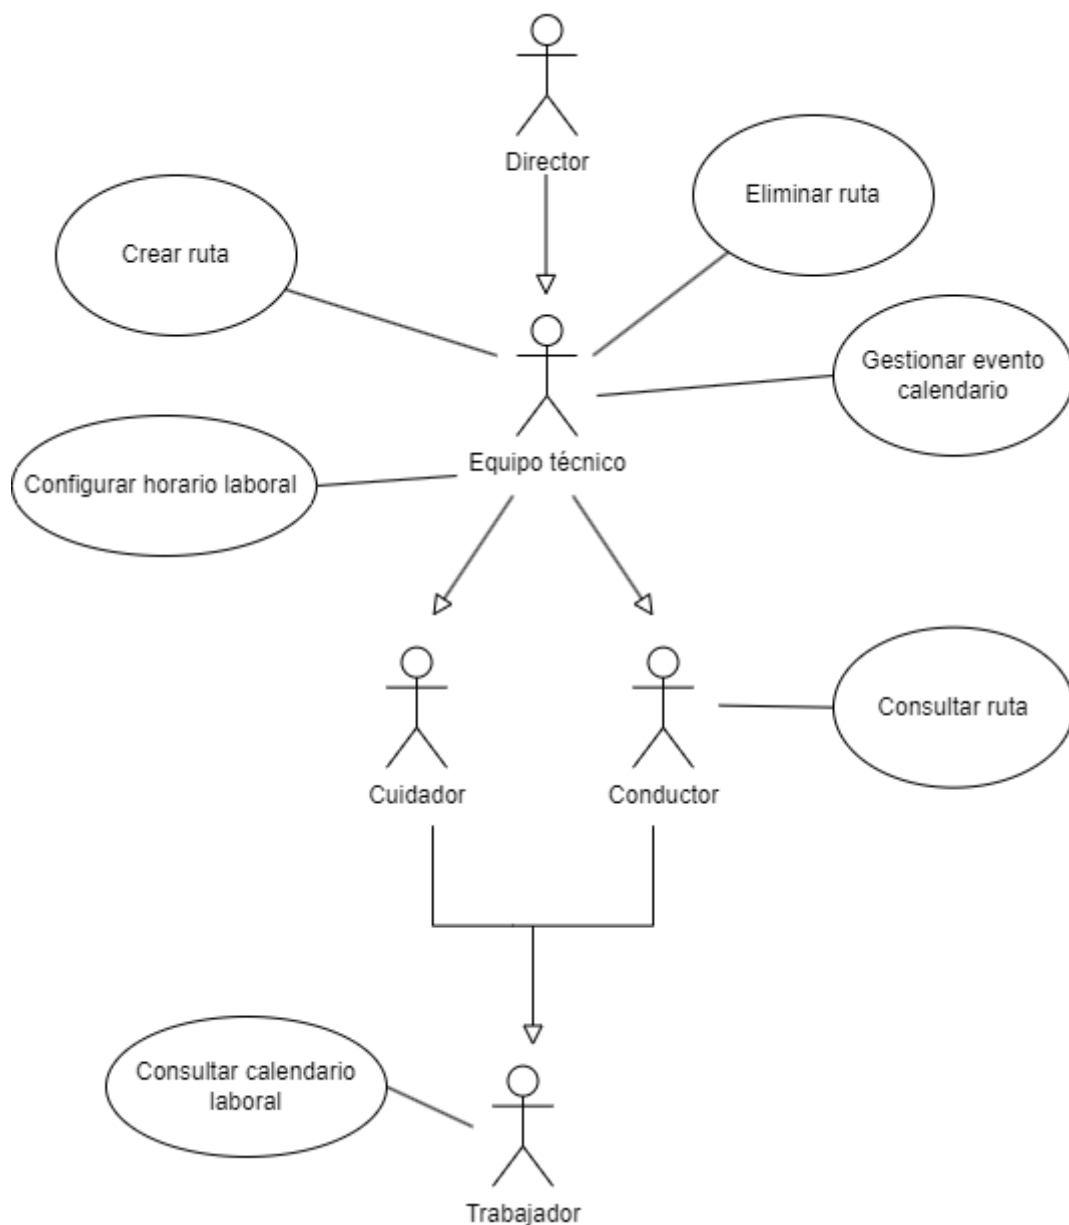 Director
Eliminar ruta
Crear ruta
Gestionar evento
calendario
Equipo técnico
Configurar horario laboral
Cuidador
Conductor
Consultar ruta
Consultar calendario
laboral
Trabajador